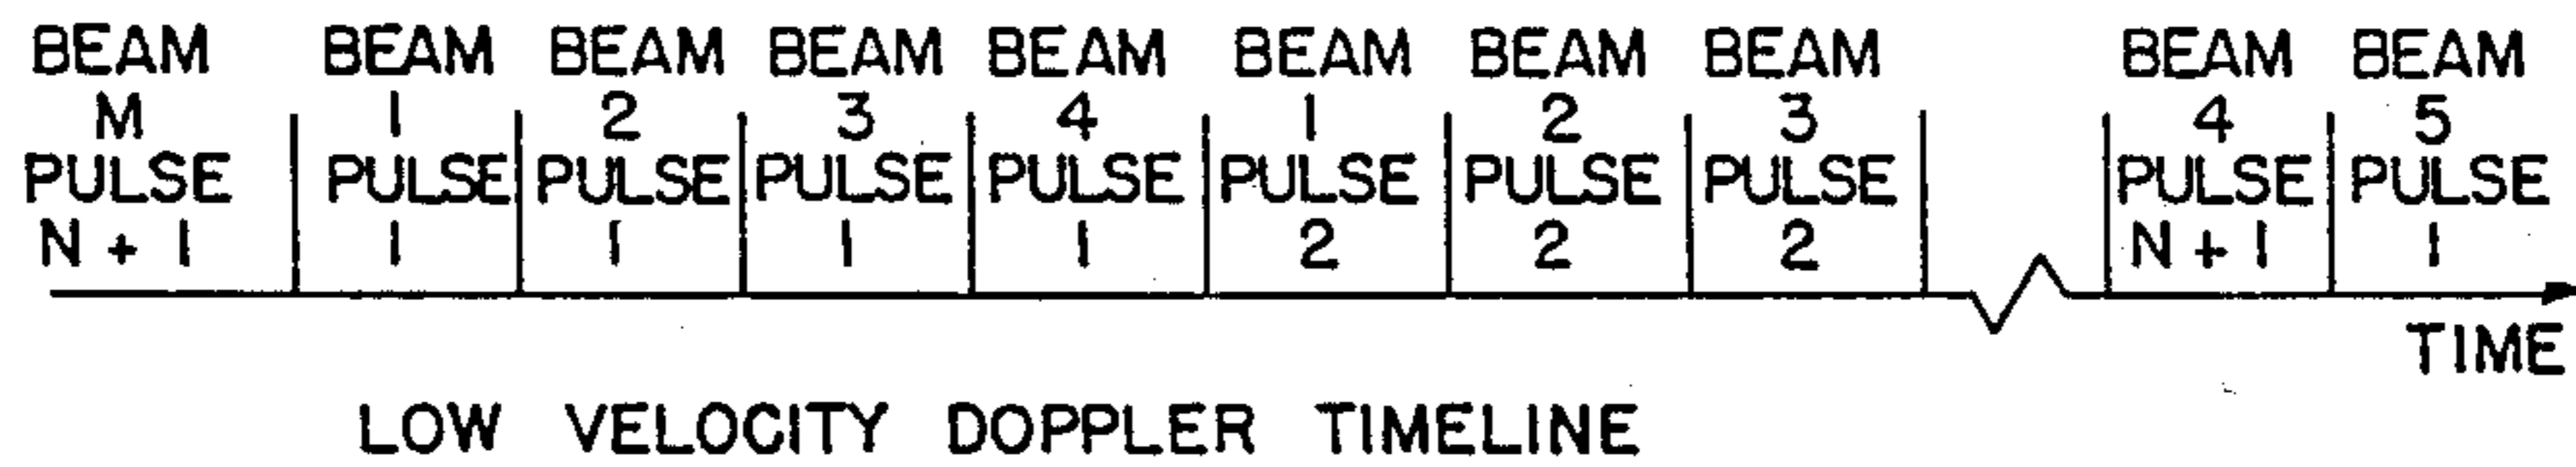 BEAM BEAM BEAM BEAM BEAM BEAM BEAM BEAM BEAM BEAM
M 1 2 3 4 1 2 3 4 5
PULSE PULSE PULSE PULSE PULSE PULSE PULSE PULSE PULSE PULSE
N + 1 1 1 1 1 2 2 2 N + 1 1
TIME
LOW VELOCITY DOPPLER TIMELINE